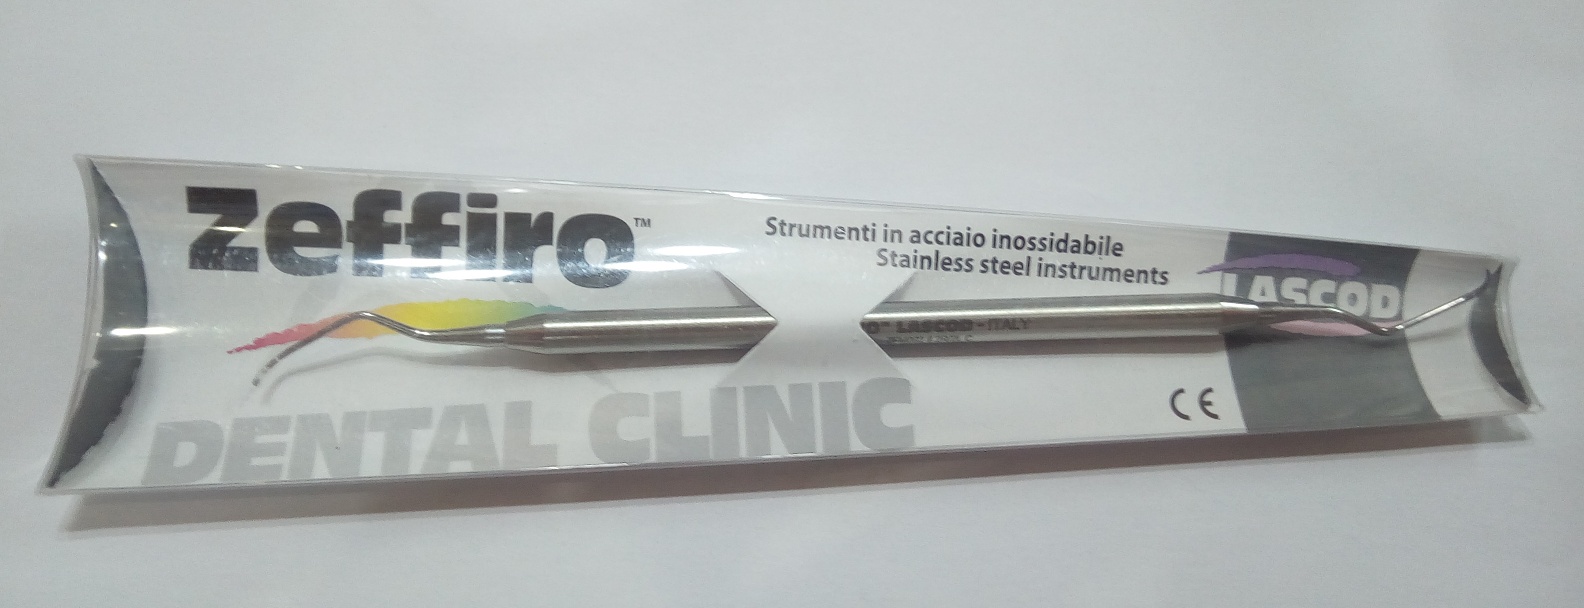 Zeffiro™
Strumenti in acciaio inossidabile
Stainless steel instruments
LASCOD
LASCOD - ITALY
DENTAL CLINIC
CE